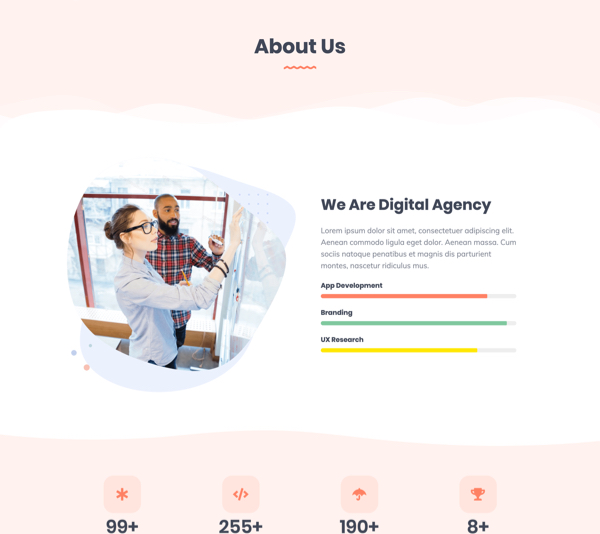 About Us
We Are Digital Agency
Lorem ipsum dolor sit amet, consectetuer adipiscing elit.
Aenean commodo ligula eget dolor. Aenean massa. Cum
sociis natoque penatibus et magnis dis parturient
montes, nascetur ridiculus mus.
App Development
Branding
UX Research
99+
255+
190+
8+